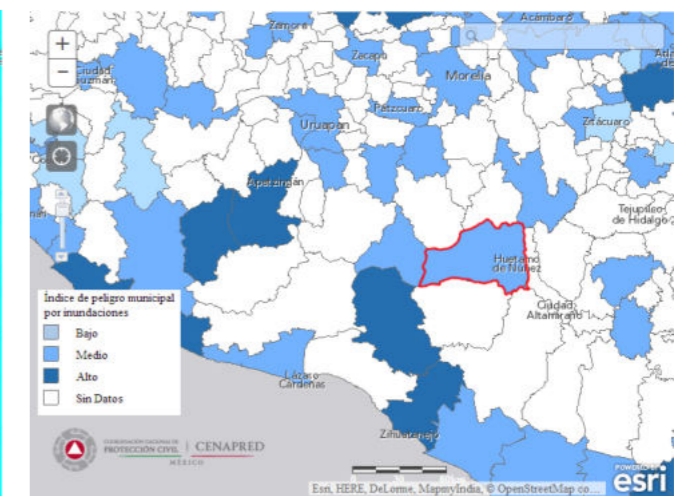 +
−
Zamora
Acámbaro
Zacapu
Morelia
Ciudad
Guzmán
Pátzcuaro
Uruapan
Zitácuaro
Apatzingán
Tejupilco
de Hidalgo
Huetamo
de Núñez
Ciudad
Altamirano
Índice de peligro municipal
por inundaciones
Bajo
Medio
Alto
Sin Datos
Lázaro
Cárdenas
Zihuatanejo
COORDINACIÓN NACIONAL DE
PROTECCIÓN CIVIL
MÉXICO
CENAPRED
POWERED BY
esri
Esri, HERE, DeLorme, MapmyIndia, © OpenStreetMap co...